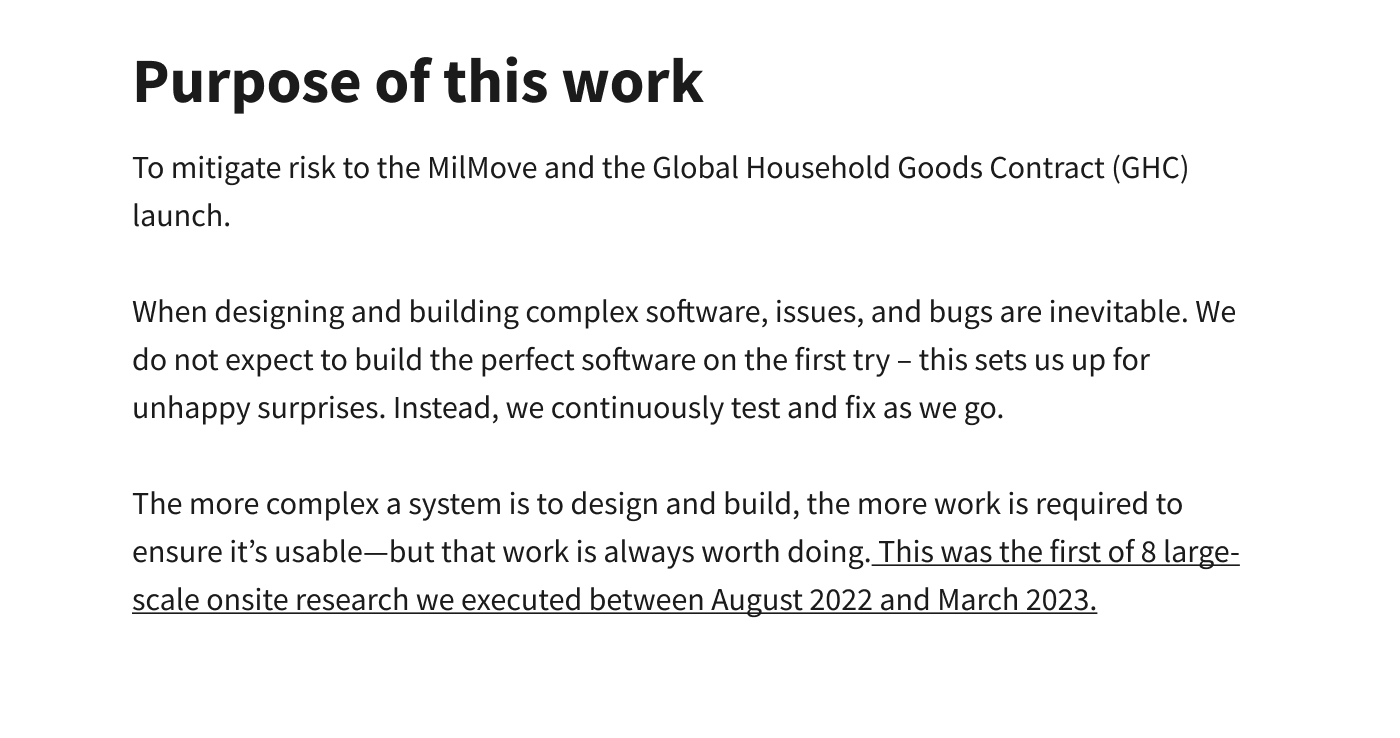 Purpose of this work
To mitigate risk to the MilMove and the Global Household Goods Contract (GHC)
launch.
When designing and building complex software, issues, and bugs are inevitable. We
do not expect to build the perfect software on the first try – this sets us up for
unhappy surprises. Instead, we continuously test and fix as we go.
The more complex a system is to design and build, the more work is required to
ensure it’s usable—but that work is always worth doing. This was the first of 8 large-
scale onsite research we executed between August 2022 and March 2023.